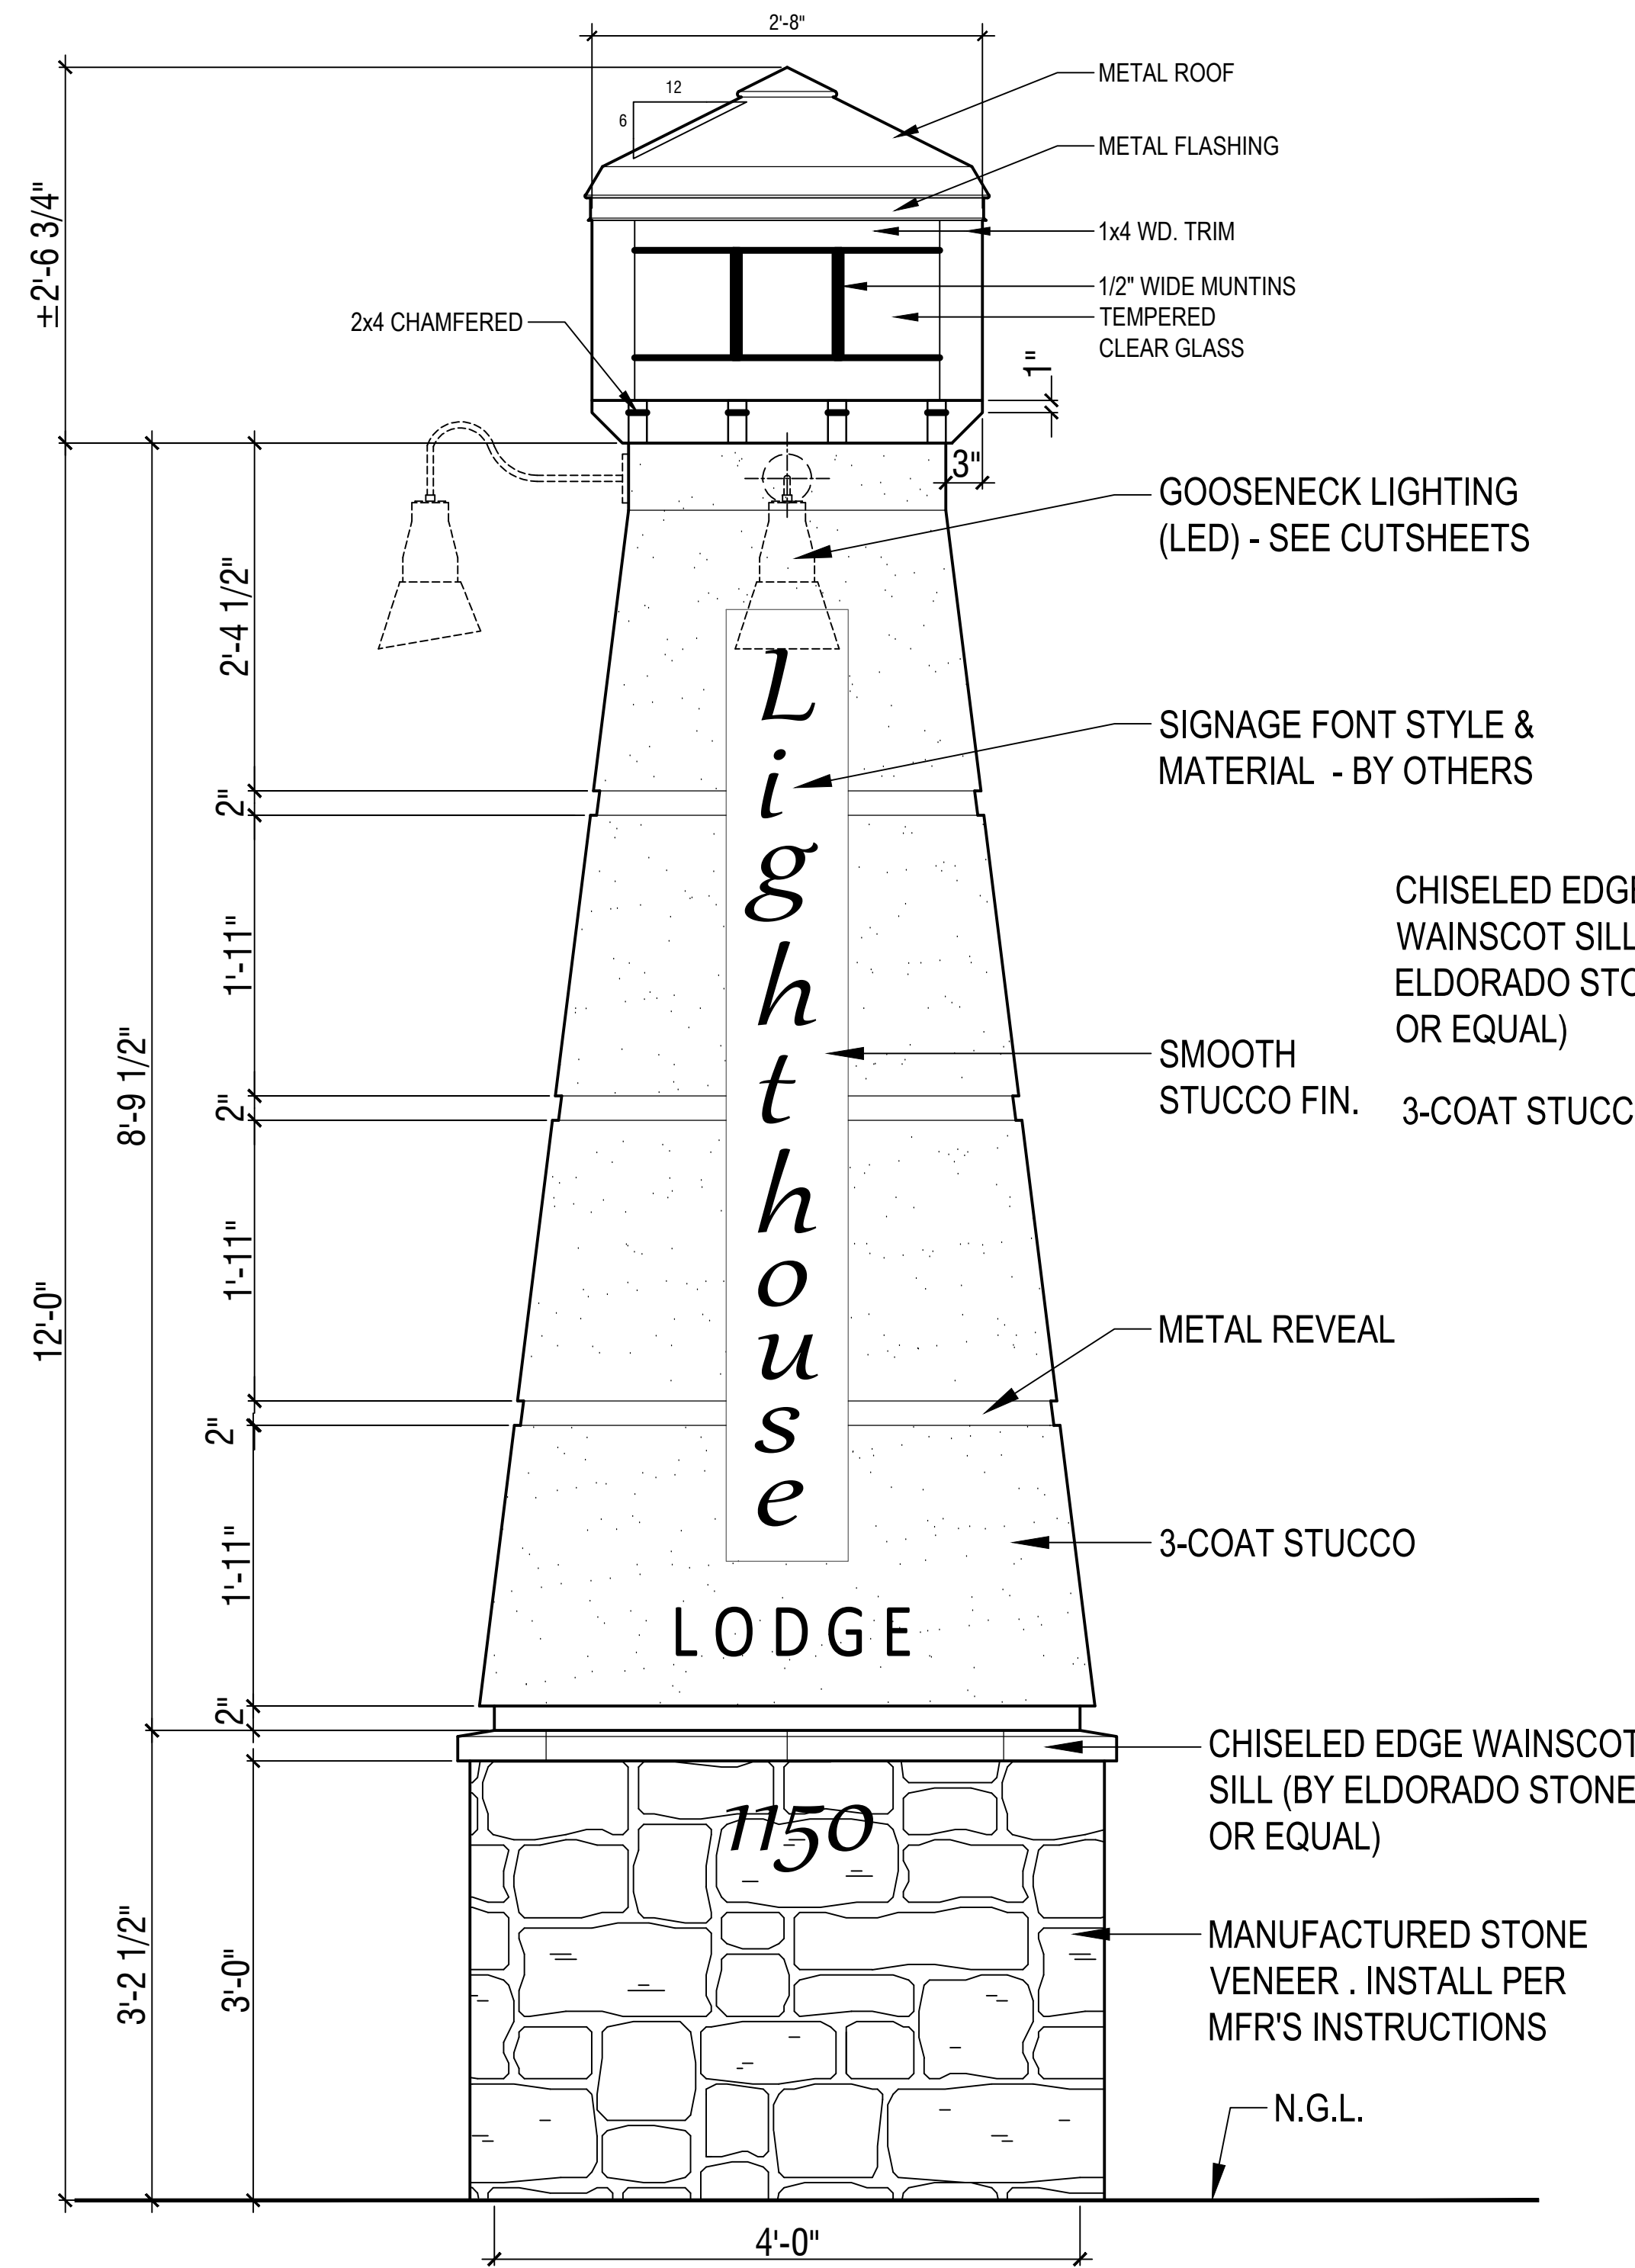 2'-8"
METAL ROOF
12
6
METAL FLASHING
±2'-6 3/4"
1x4 WD. TRIM
1/2" WIDE MUNTINS
TEMPERED
CLEAR GLASS
2x4 CHAMFERED
1"
3"
GOOSENECK LIGHTING
(LED) - SEE CUTSHEETS
2'-4 1/2"
SIGNAGE FONT STYLE &
MATERIAL - BY OTHERS
2"
CHISELED EDGE
WAINSCOT SILL
ELDORADO STO
OR EQUAL)
1'-11"
SMOOTH
STUCCO FIN.
3-COAT STUCC
8'-9 1/2"
2"
Lighthouse
1'-11"
12'-0"
METAL REVEAL
2"
3-COAT STUCCO
1'-11"
LODGE
2"
CHISELED EDGE WAINSCOT
SILL (BY ELDORADO STONE
OR EQUAL)
1150
3'-2 1/2"
3'-0"
MANUFACTURED STONE
VENEER . INSTALL PER
MFR'S INSTRUCTIONS
N.G.L.
4'-0"